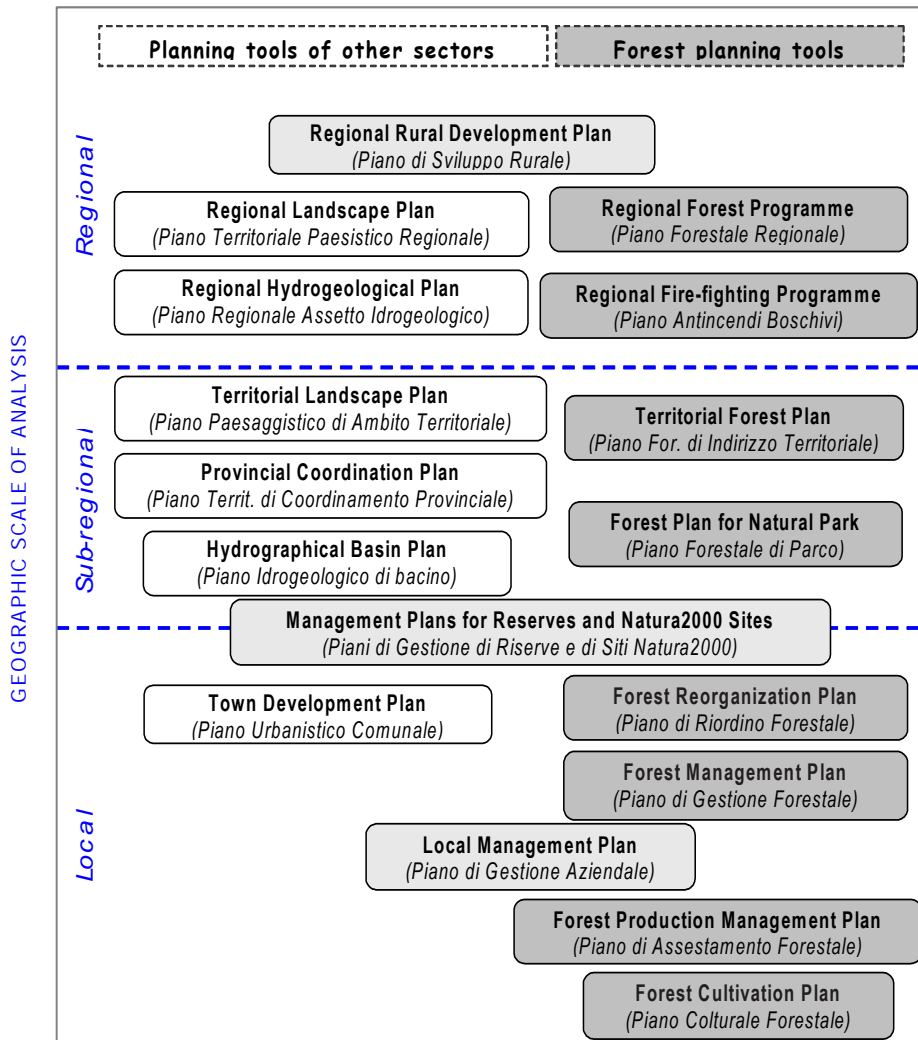 Planning tools of other sectors
Forest planning tools
GEOGRAPHIC SCALE OF ANALYSIS
Regional
Regional Rural Development Plan
(Piano di Sviluppo Rurale)
Regional Landscape Plan
(Piano Territoriale Paesistico Regionale)
Regional Forest Programme
(Piano Forestale Regionale)
Regional Hydrogeological Plan
(Piano Regionale Assetto Idrogeologico)
Regional Fire-fighting Programme
(Piano Antincendi Boschivi)
Sub-regional
Territorial Landscape Plan
(Piano Paesaggistico di Ambito Territoriale)
Territorial Forest Plan
(Piano For. di Indirizzo Territoriale)
Provincial Coordination Plan
(Piano Territ. di Coordinamento Provinciale)
Forest Plan for Natural Park
(Piano Forestale di Parco)
Hydrographical Basin Plan
(Piano Idrogeologico di bacino)
Management Plans for Reserves and Natura2000 Sites
(Piani di Gestione di Riserve e di Siti Natura2000)
Local
Town Development Plan
(Piano Urbanistico Comunale)
Forest Reorganization Plan
(Piano di Riordino Forestale)
Forest Management Plan
(Piano di Gestione Forestale)
Local Management Plan
(Piano di Gestione Aziendale)
Forest Production Management Plan
(Piano di Assestamento Forestale)
Forest Cultivation Plan
(Piano Colturale Forestale)